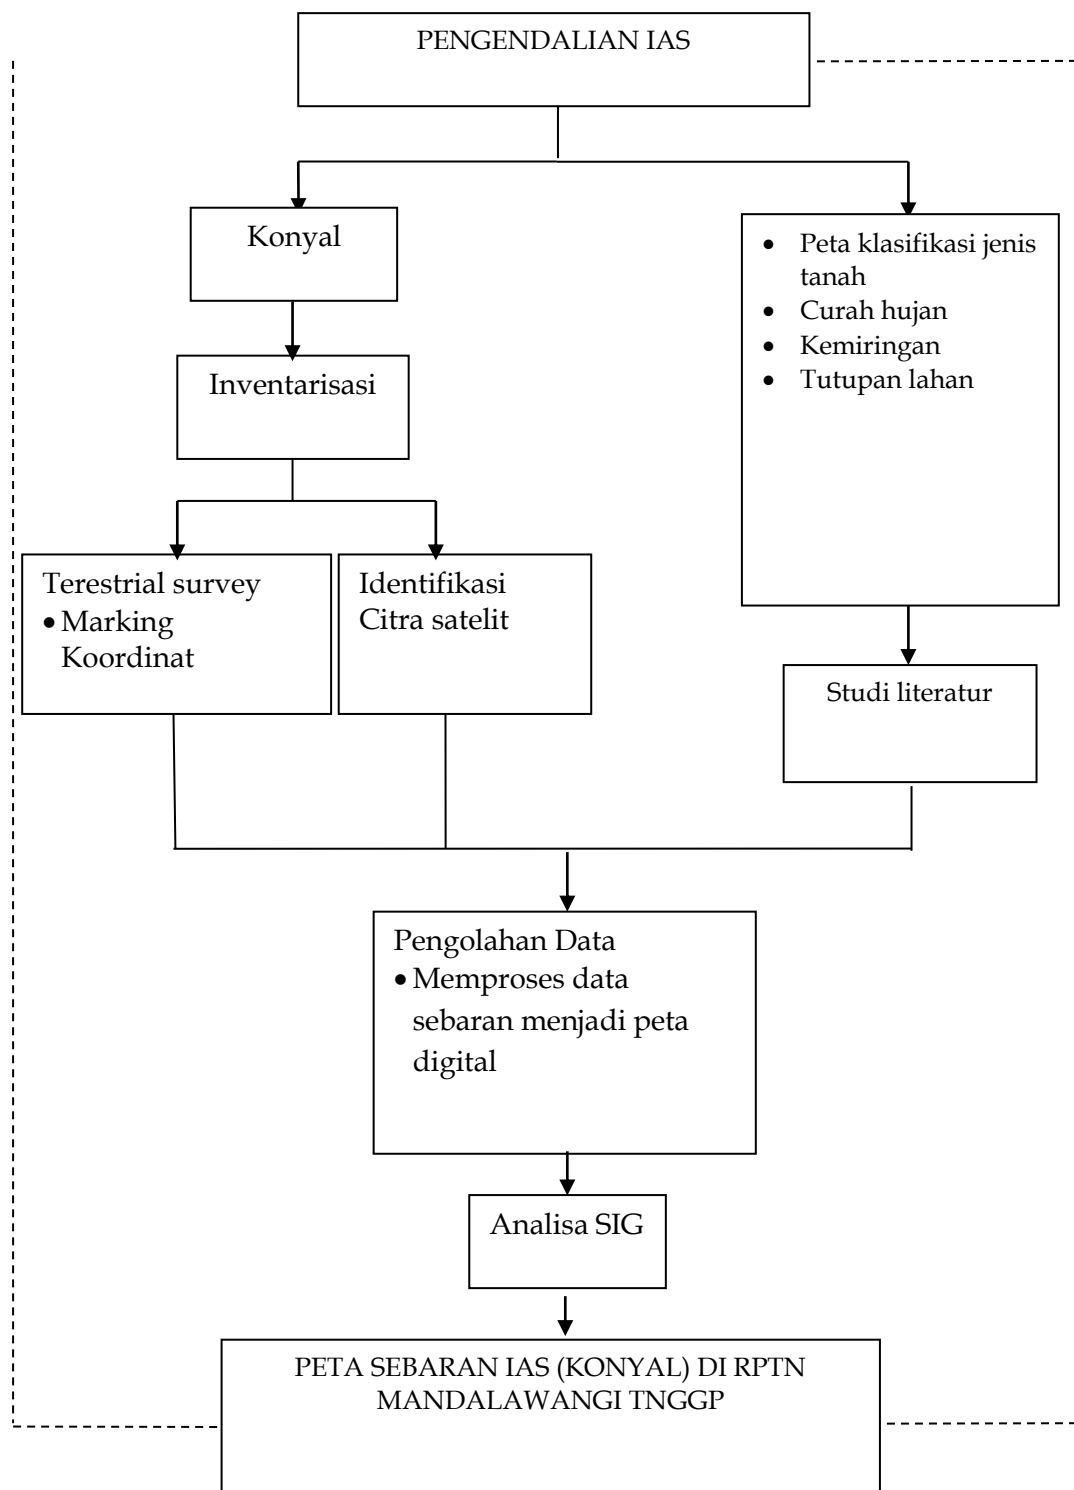 PENGENDALIAN IAS
Konyal
• Peta klasifikasi jenis
tanah
• Curah hujan
• Kemiringan
• Tutupan lahan
Inventarisasi
Terestrial survey
• Marking
Koordinat
Identifikasi
Citra satelit
Studi literatur
Pengolahan Data
• Memproses data
sebaran menjadi peta
digital
Analisa SIG
PETA SEBARAN IAS (KONYAL) DI RPTN
MANDALAWANGI TNGGP